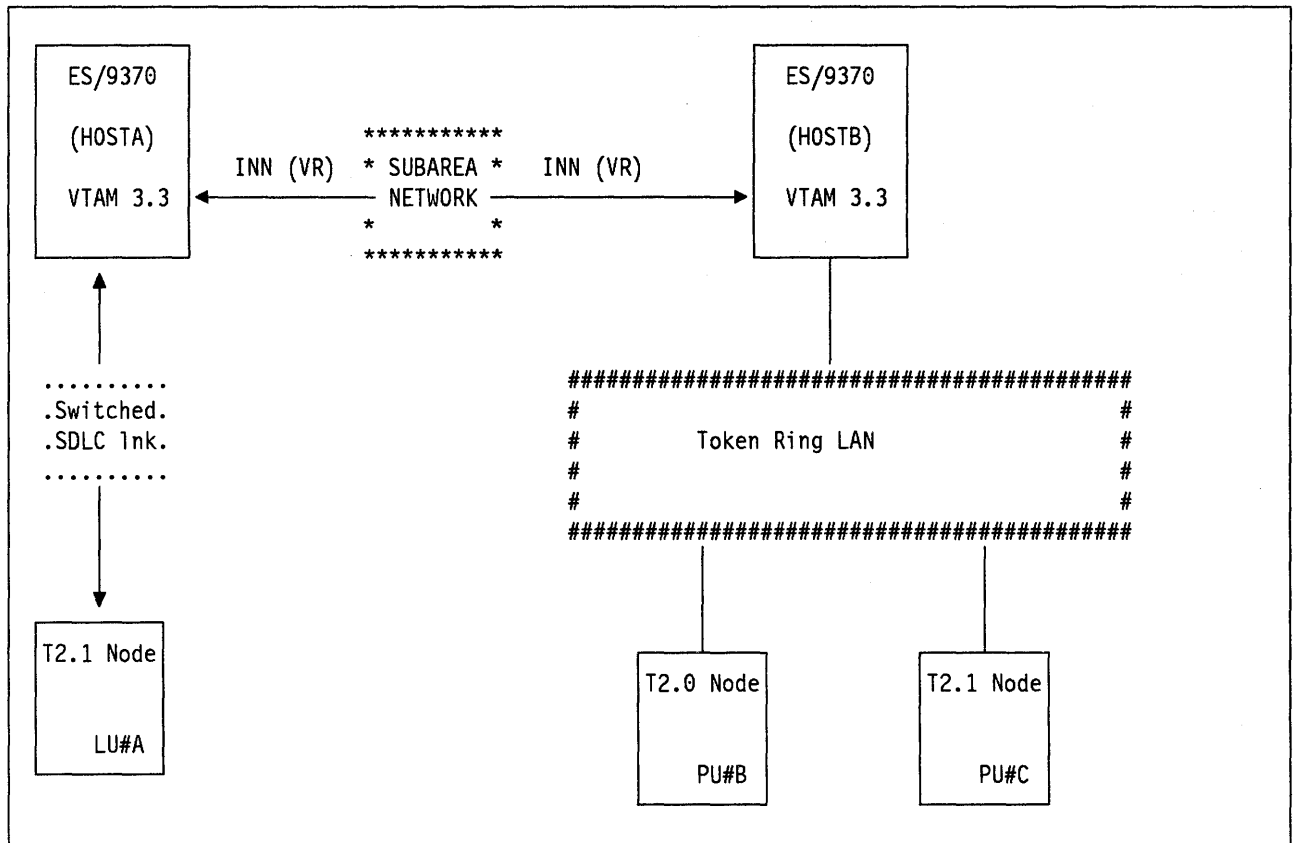 ES/9370
(HOSTA)
VTAM 3.3
INN (VR)
***********
* SUBAREA *
NETWORK
* *
***********
INN (VR)
ES/9370
(HOSTB)
VTAM 3.3
..........
.Switched.
.SDLC lnk.
..........
###########################################
# #
# Token Ring LAN #
# #
# #
###########################################
T2.1 Node
LU#A
T2.0 Node
PU#B
T2.1 Node
PU#C